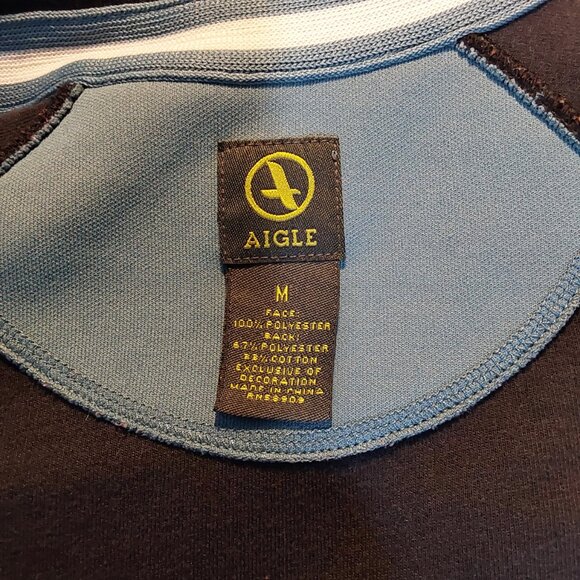 AIGLE
M
FACE:
100% POLYESTER
BACK:
67% POLYESTER
33% COTTON
EXCLUSIVE OF
DECORATION
MADE IN CHINA